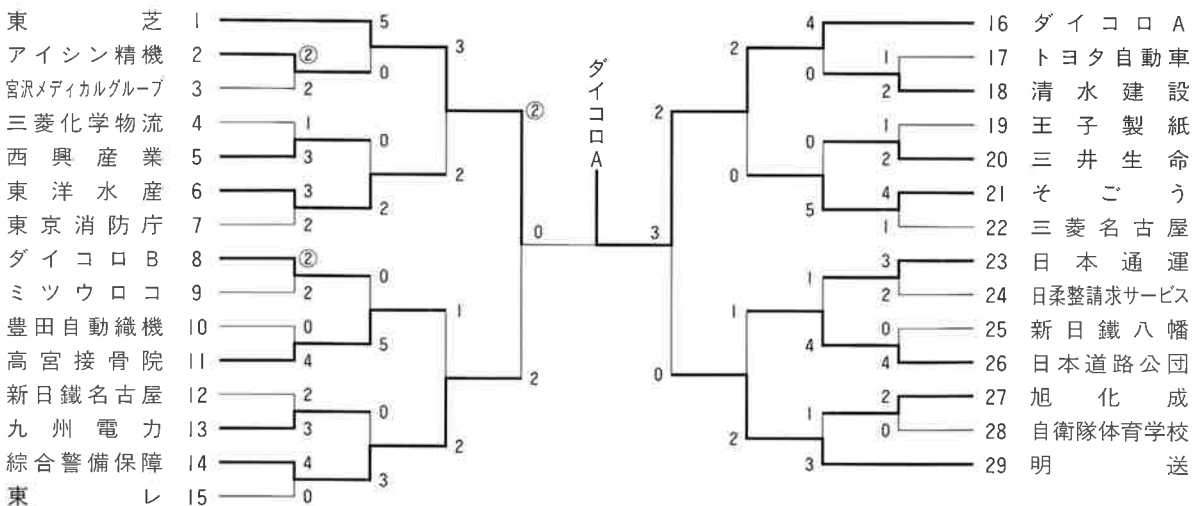 東芝 1
アイシン精機 2
宮沢メディカルグループ 3
三菱化学物流 4
西興産業 5
東洋水産 6
東京消防庁 7
ダイコロB 8
ミツウロコ 9
豊田自動織機 10
高宮接骨院 11
新日鐵名古屋 12
九州電力 13
綜合警備保障 14
東レ 15
5
②
2
0
1
3
0
3
2
2
②
2
0
0
4
5
2
3
0
4
0
3
3
2
1
2
②
2
0
ダイコロA
3
2
0
2
0
1
2
4
0
1
2
0
1
2
5
4
1
1
3
2
4
0
4
1
2
0
3
16 ダイコロA
17 トヨタ自動車
18 清水建設
19 王子製紙
20 三井生命
21 そごう
22 三菱名古屋
23 日本通運
24 日柔整請求サービス
25 新日鐵八幡
26 日本道路公団
27 旭化成
28 自衛隊体育学校
29 明送